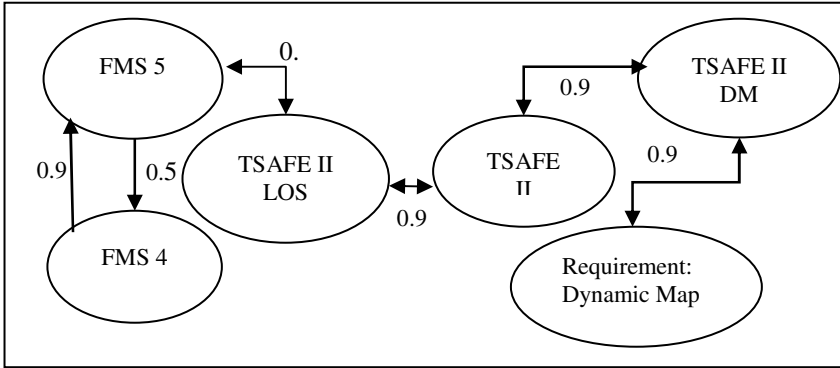 FMS 5
0.
TSAFE II
DM
0.9
TSAFE II
LOS
TSAFE
II
0.9
0.5
0.9
0.9
FMS 4
Requirement:
Dynamic Map